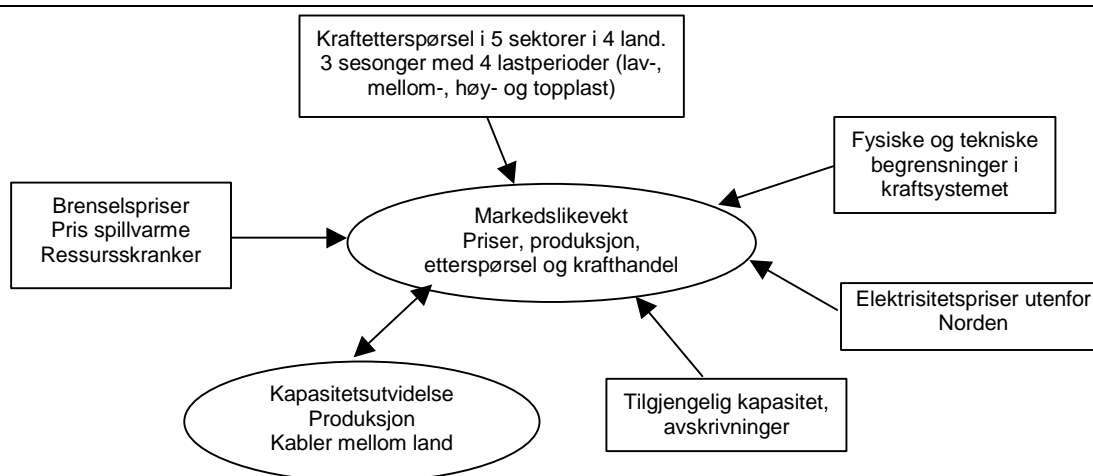 Kraftetterspørsel i 5 sektorer i 4 land.
3 sesonger med 4 lastperioder (lav-,
mellom-, høy- og topplast)
Fysiske og tekniske
begrensninger i
kraftsystemet
Brenselspriser
Pris spillvarme
Ressursskranker
Markedslikevekt
Priser, produksjon,
etterspørsel og krafthandel
Elektrisitetspriser utenfor
Norden
Kapasitetsutvidelse
Produksjon
Kabler mellom land
Tilgjengelig kapasitet,
avskrivninger